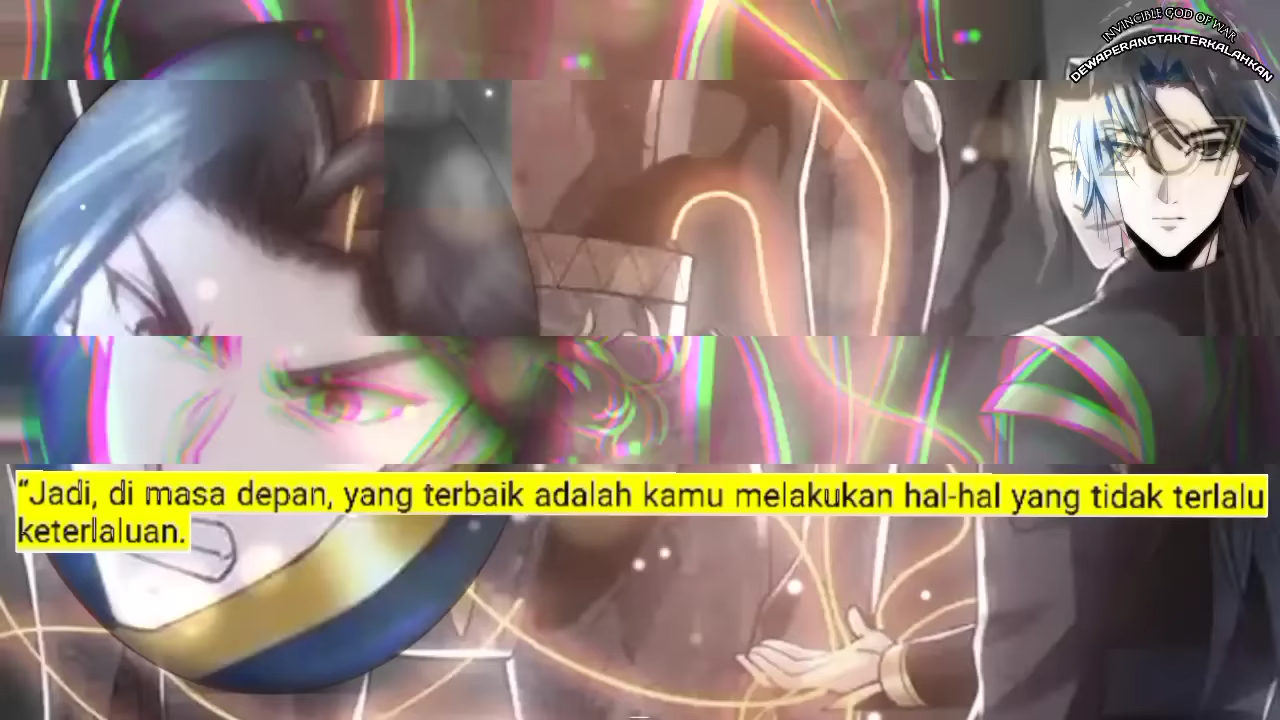 INVINCIBLE GOD OF WAR
DEWAPERANGTAKTERKALAHKAN
207
“Jadi, di masa depan, yang terbaik adalah kamu melakukan hal-hal yang tidak terlalu
keterlaluan.